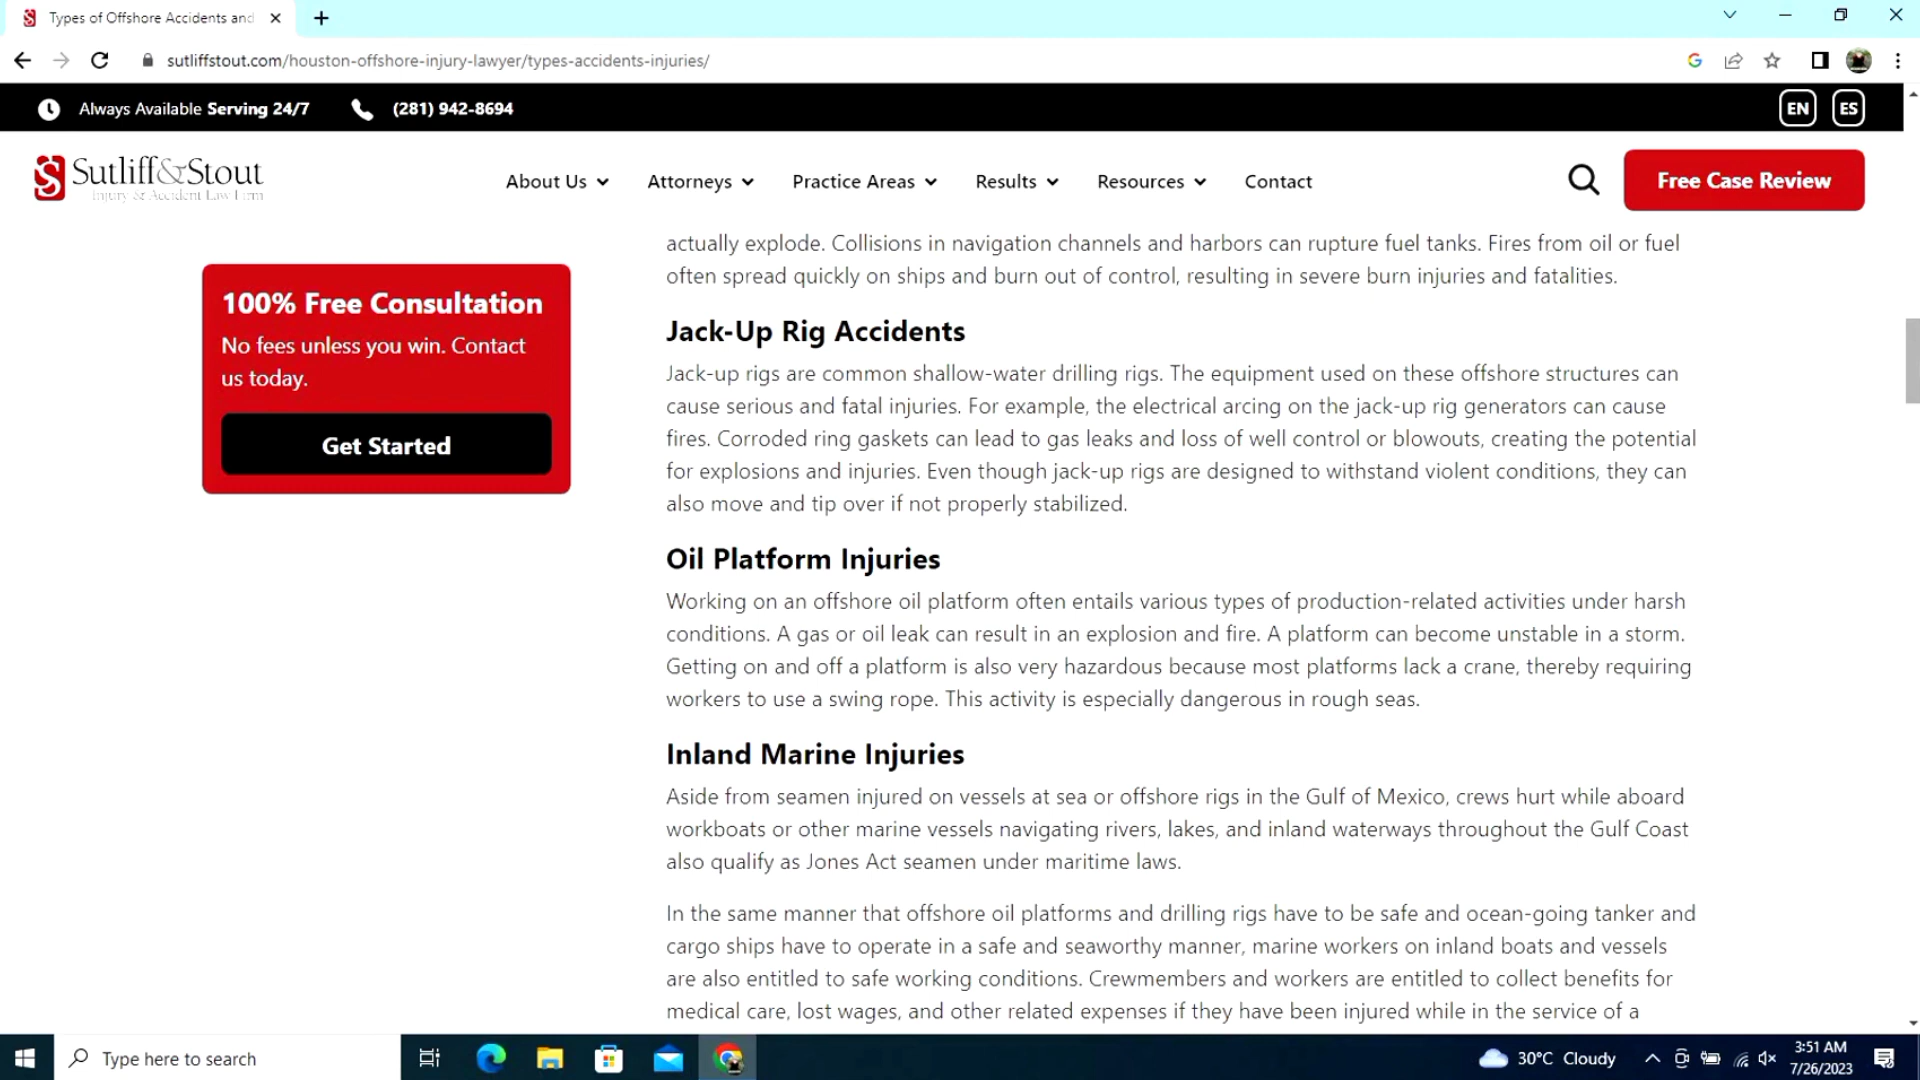 Types of Offshore Accidents and
sutliffstout.com/houston-offshore-injury-lawyer/types-accidents-injuries/
Always Available Serving 24/7
(281) 942-8694
EN
ES
Sutliff&Stout
Injury & Accident Law Firm
About Us
Attorneys
Practice Areas
Results
Resources
Contact
Free Case Review
100% Free Consultation
No fees unless you win. Contact
us today.
Get Started
actually explode. Collisions in navigation channels and harbors can rupture fuel tanks. Fires from oil or fuel
often spread quickly on ships and burn out of control, resulting in severe burn injuries and fatalities.
Jack-Up Rig Accidents
Jack-up rigs are common shallow-water drilling rigs. The equipment used on these offshore structures can
cause serious and fatal injuries. For example, the electrical arcing on the jack-up rig generators can cause
fires. Corroded ring gaskets can lead to gas leaks and loss of well control or blowouts, creating the potential
for explosions and injuries. Even though jack-up rigs are designed to withstand violent conditions, they can
also move and tip over if not properly stabilized.
Oil Platform Injuries
Working on an offshore oil platform often entails various types of production-related activities under harsh
conditions. A gas or oil leak can result in an explosion and fire. A platform can become unstable in a storm.
Getting on and off a platform is also very hazardous because most platforms lack a crane, thereby requiring
workers to use a swing rope. This activity is especially dangerous in rough seas.
Inland Marine Injuries
Aside from seamen injured on vessels at sea or offshore rigs in the Gulf of Mexico, crews hurt while aboard
workboats or other marine vessels navigating rivers, lakes, and inland waterways throughout the Gulf Coast
also qualify as Jones Act seamen under maritime laws.
In the same manner that offshore oil platforms and drilling rigs have to be safe and ocean-going tanker and
cargo ships have to operate in a safe and seaworthy manner, marine workers on inland boats and vessels
are also entitled to safe working conditions. Crewmembers and workers are entitled to collect benefits for
medical care, lost wages, and other related expenses if they have been injured while in the service of a
Type here to search
30°C Cloudy
3:51 AM
7/26/2023